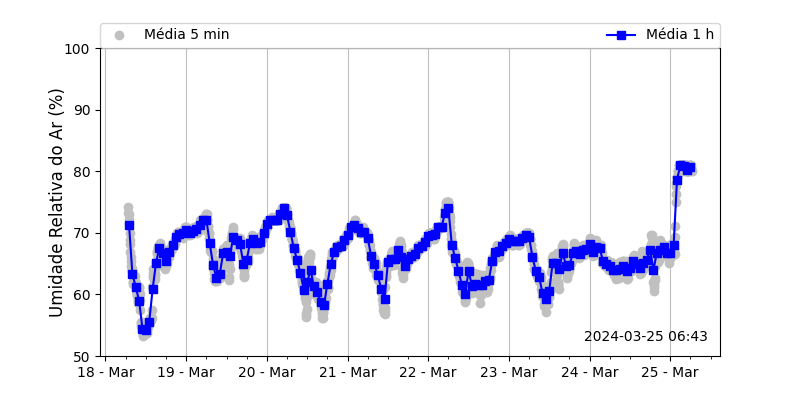 Média 5 min
Média 1 h
Umidade Relativa do Ar (%)
100
90
80
70
60
50
2024-03-25 06:43
18 - Mar
19 - Mar
20 - Mar
21 - Mar
22 - Mar
23 - Mar
24 - Mar
25 - Mar